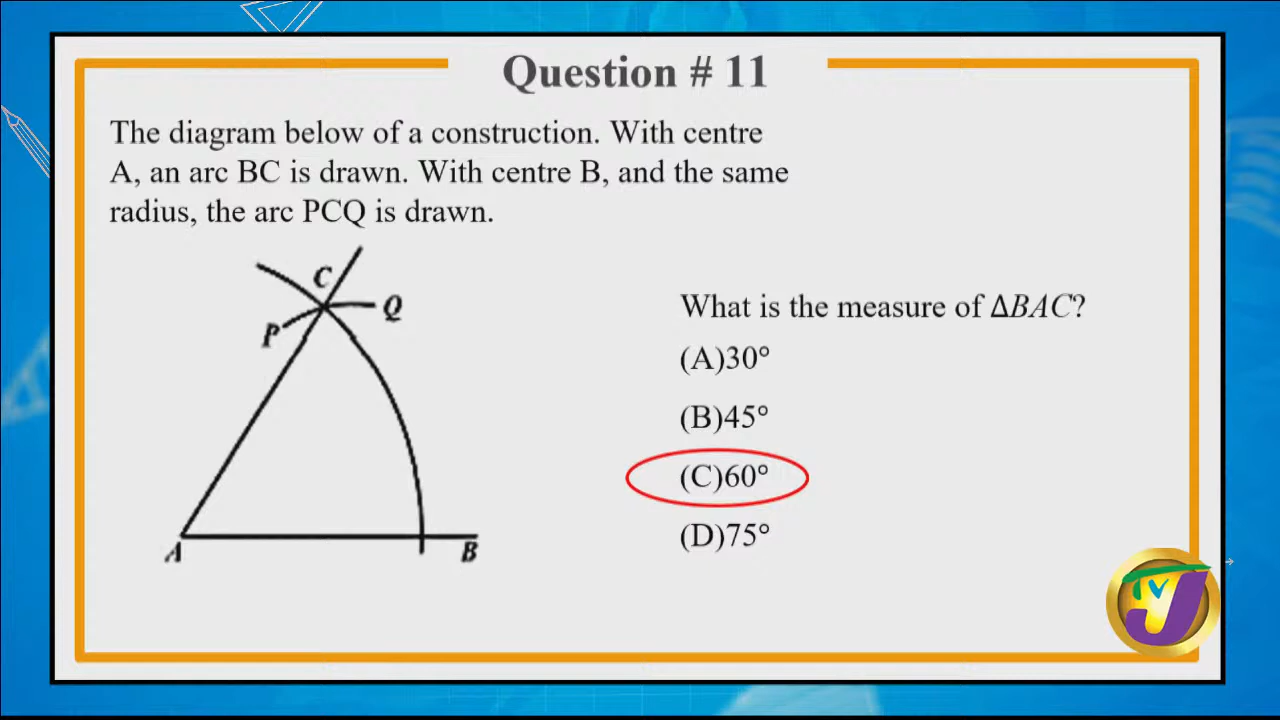 Question # 11
The diagram below of a construction. With centre
A, an arc BC is drawn. With centre B, and the same
radius, the arc PCQ is drawn.
C
Q
P
A
B
What is the measure of ΔBAC?
(A)30°
(B)45°
(C)60°
(D)75°
TVJ